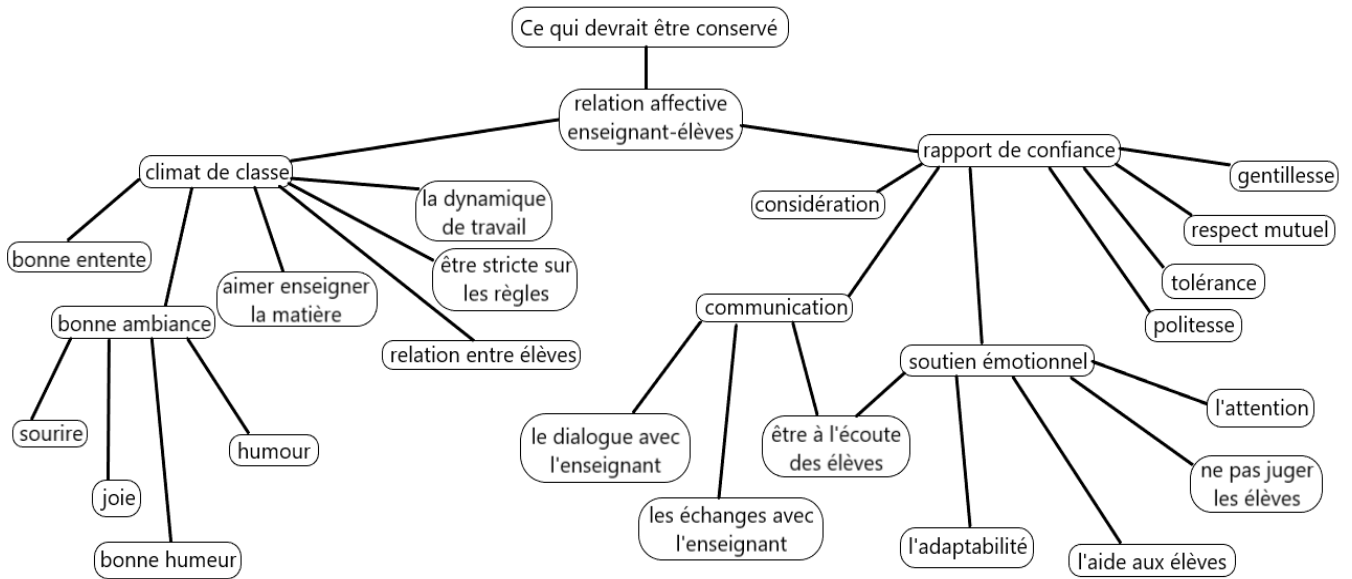 Ce qui devrait être conservé
relation affective
enseignant-élèves
rapport de confiance
climat de classe
gentillesse
la dynamique
de travail
considération
respect mutuel
bonne entente
être stricte sur
les règles
aimer enseigner
la matière
tolérance
communication
bonne ambiance
politesse
relation entre élèves
soutien émotionnel
l'attention
sourire
humour
le dialogue avec
l'enseignant
être à l'écoute
des élèves
ne pas juger
les élèves
joie
les échanges avec
l'enseignant
bonne humeur
l'adaptabilité
l'aide aux élèves